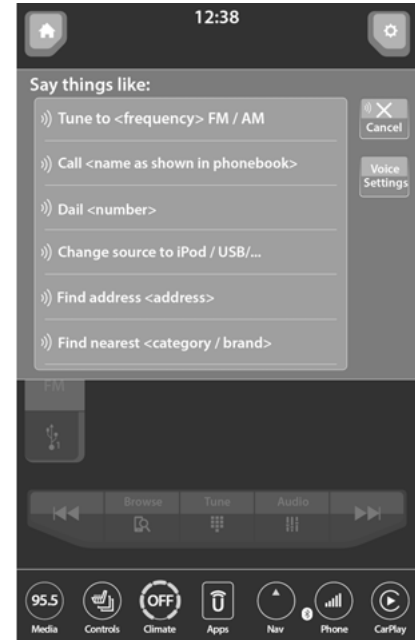 12:38
Say things like:
Tune to <frequency> FM / AM
Cancel
Call <name as shown in phonebook>
Voice
Settings
Dail <number>
Change source to iPod / USB/...
Find address <address>
Find nearest <category / brand>
FM
1
Browse Tune Audio
95.5 OFF
Media Controls Climate Apps Nav Phone CarPlay